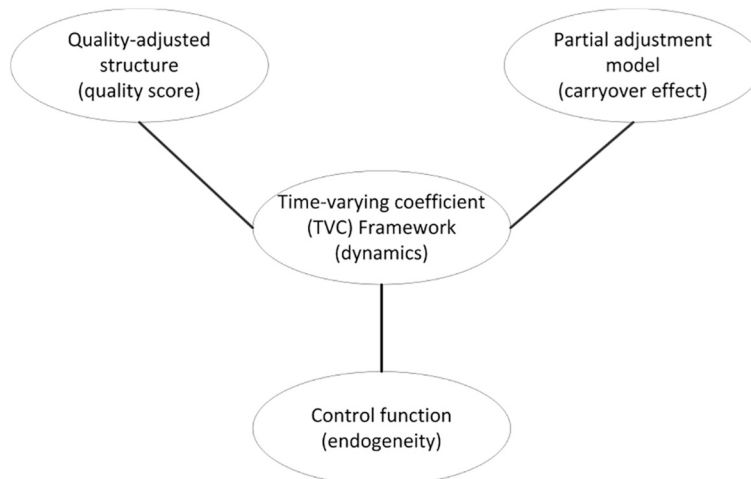 Quality-adjusted
structure
(quality score)
Partial adjustment
model
(carryover effect)
Time-varying coefficient
(TVC) Framework
(dynamics)
Control function
(endogeneity)